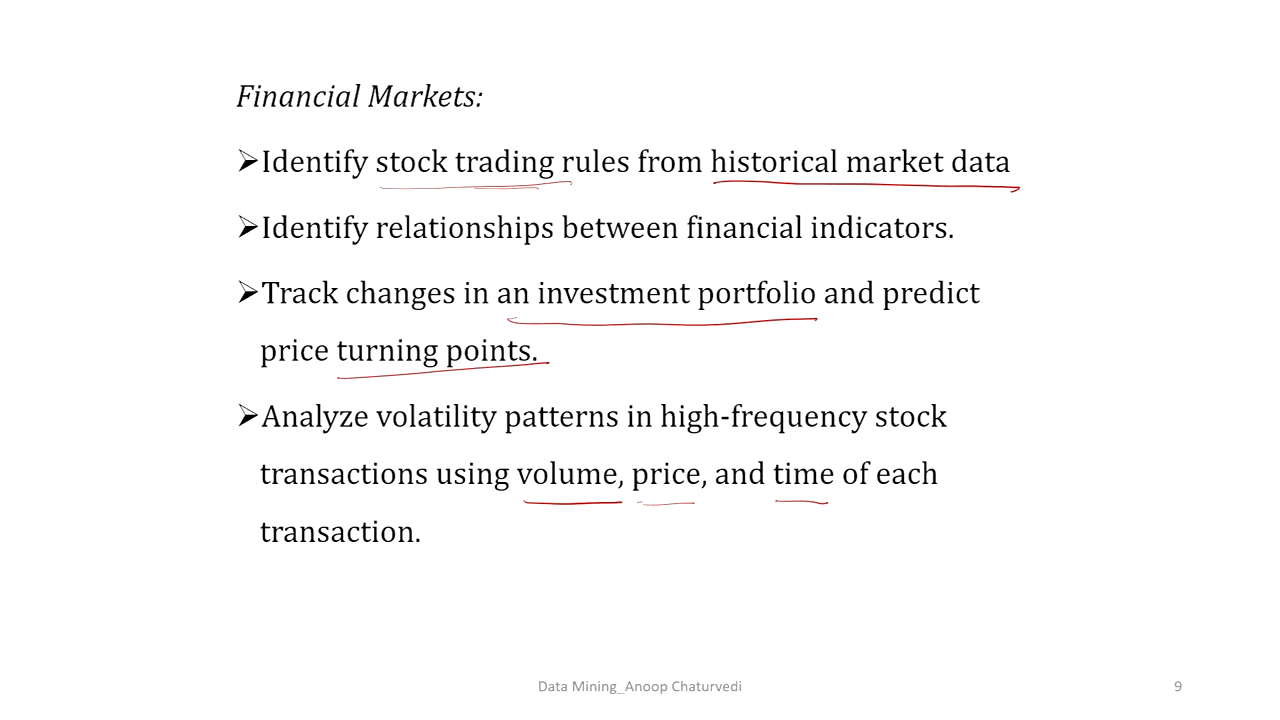 Financial Markets:
➢Identify stock trading rules from historical market data
➢Identify relationships between financial indicators.
➢Track changes in an investment portfolio and predict
price turning points.
➢Analyze volatility patterns in high-frequency stock
transactions using volume, price, and time of each
transaction.
Data Mining_Anoop Chaturvedi
9